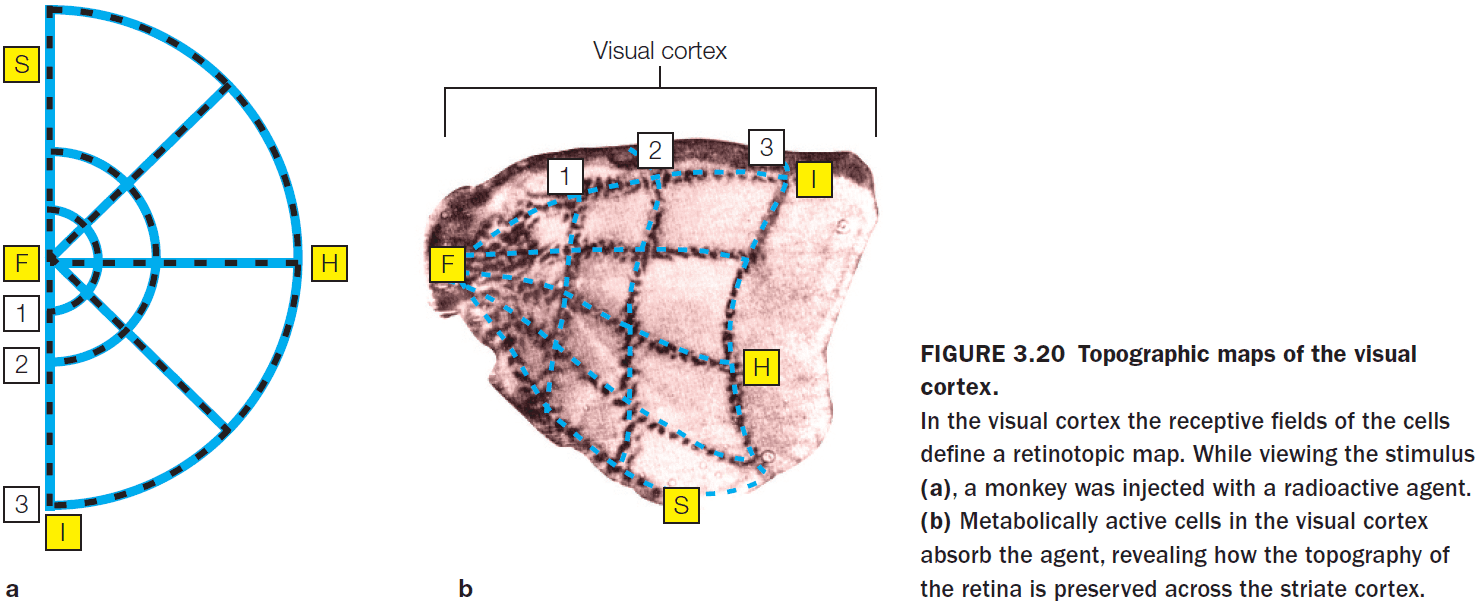 S
F
H
1
2
3
I
a
Visual cortex
1
2
3
I
F
H
S
b
FIGURE 3.20 Topographic maps of the visual
cortex.
In the visual cortex the receptive fields of the cells
define a retinotopic map. While viewing the stimulus
(a), a monkey was injected with a radioactive agent.
(b) Metabolically active cells in the visual cortex
absorb the agent, revealing how the topography of
the retina is preserved across the striate cortex.